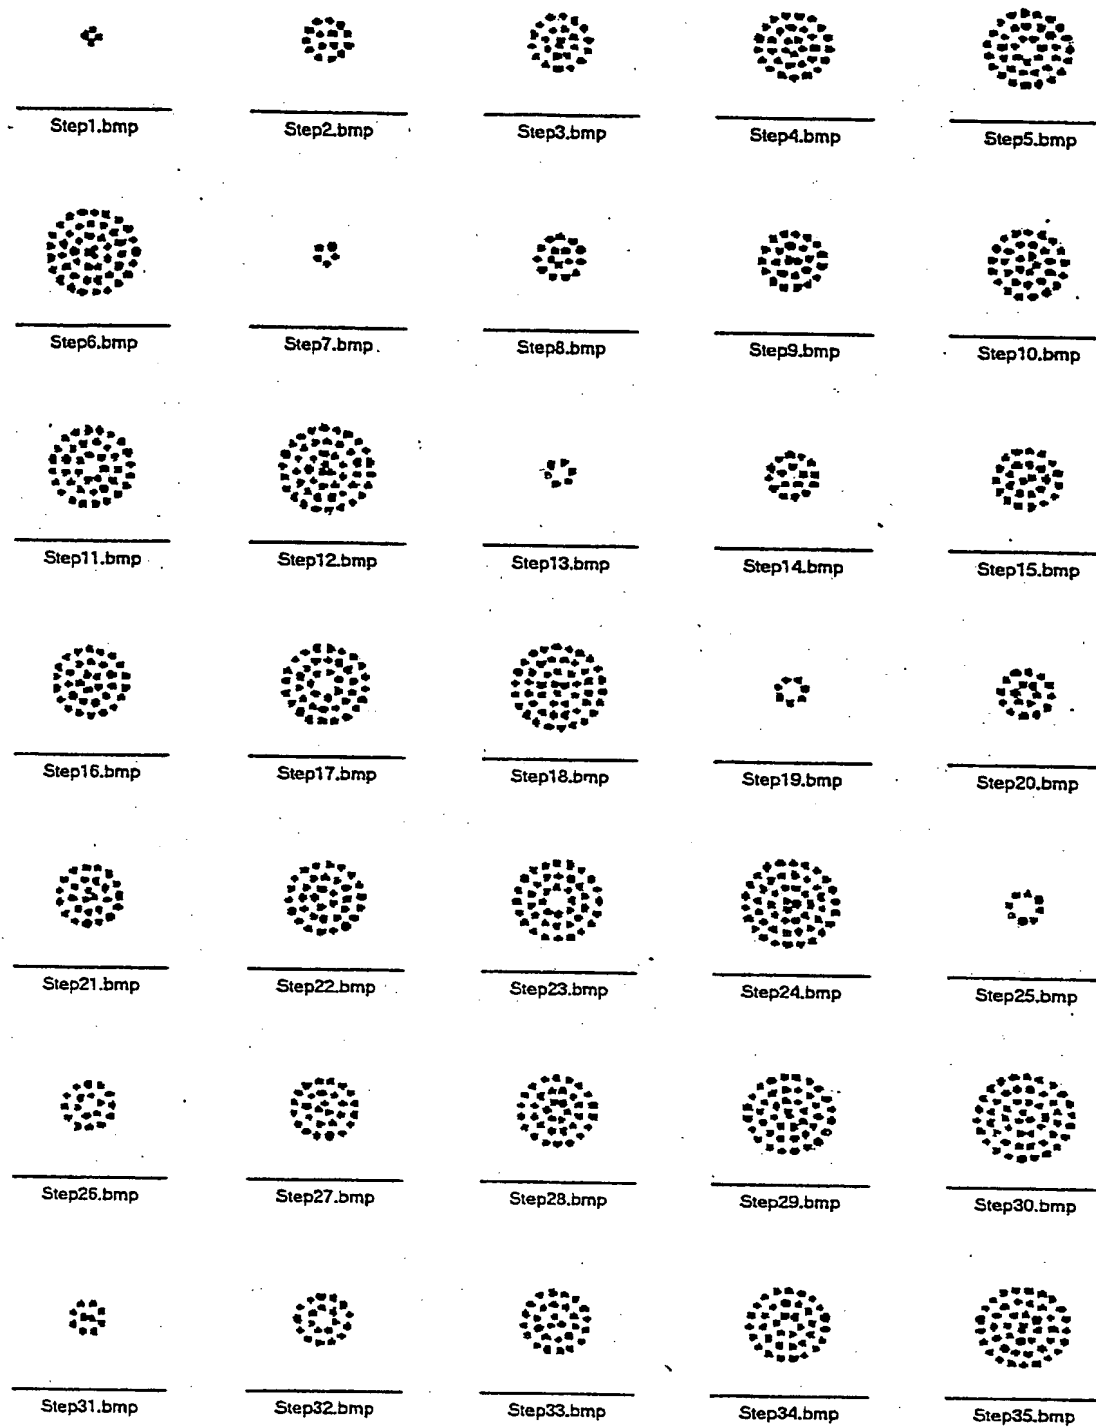 Step1.bmp Step2.bmp Step3.bmp Step4.bmp Step5.bmp
Step6.bmp Step7.bmp Step8.bmp Step9.bmp Step10.bmp
Step11.bmp Step12.bmp Step13.bmp Step14.bmp Step15.bmp
Step16.bmp Step17.bmp Step18.bmp Step19.bmp Step20.bmp
Step21.bmp Step22.bmp Step23.bmp Step24.bmp Step25.bmp
Step26.bmp Step27.bmp Step28.bmp Step29.bmp Step30.bmp
Step31.bmp Step32.bmp Step33.bmp Step34.bmp Step35.bmp